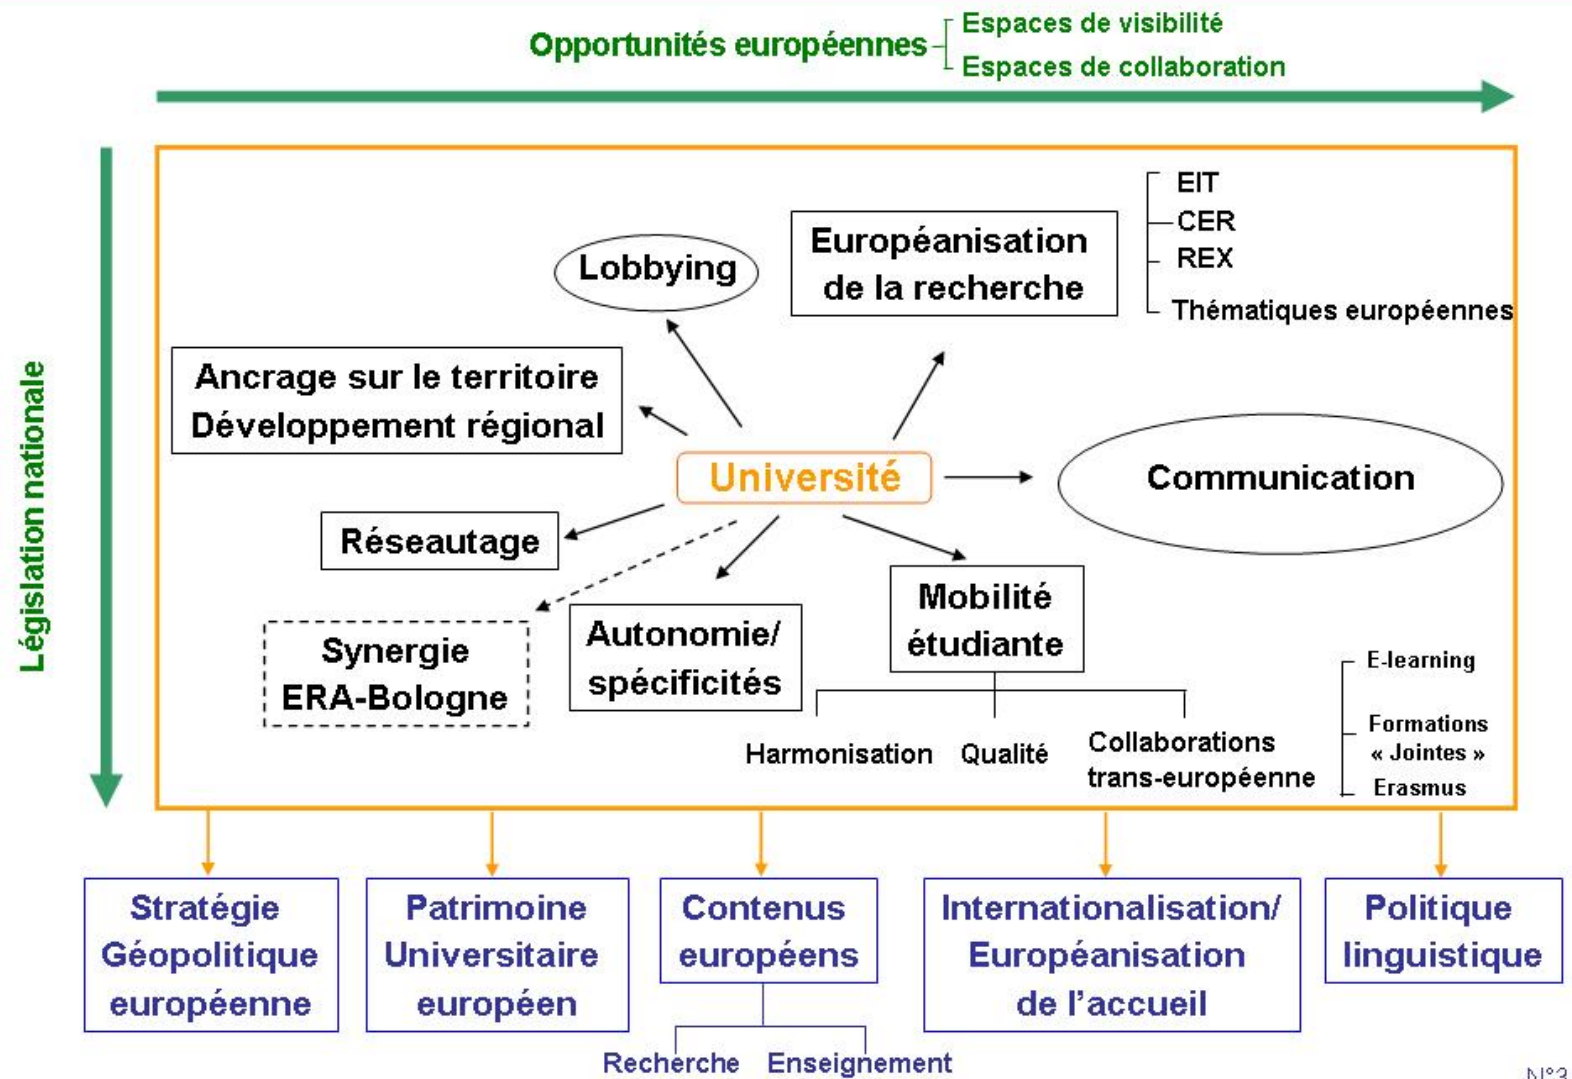 Opportunités européennes
Espaces de visibilité
Espaces de collaboration
Législation nationale
EIT
CER
REX
Thématiques européennes
Européanisation
de la recherche
Lobbying
Ancrage sur le territoire
Développement régional
Université
Communication
Réseautage
Mobilité
étudiante
Autonomie/
spécificités
Synergie
ERA-Bologne
Harmonisation
Qualité
Collaborations
trans-européenne
E-learning
Formations
« Jointes »
Erasmus
Stratégie
Géopolitique
européenne
Patrimoine
Universitaire
européen
Contenus
européens
Recherche
Enseignement
Internationalisation/
Européanisation
de l'accueil
Politique
linguistique
N°3